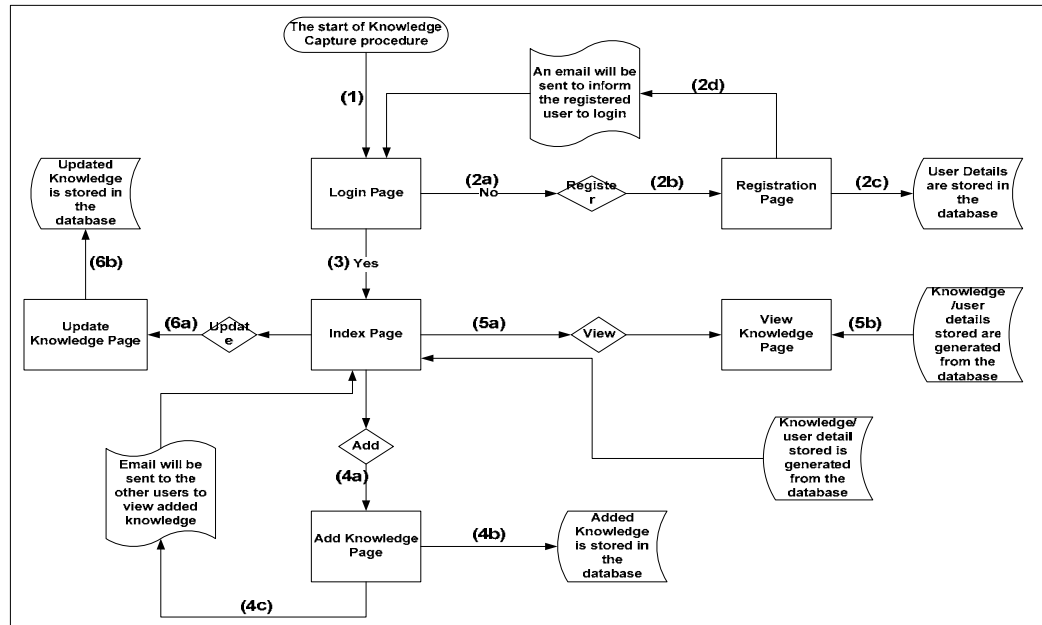 The start of Knowledge
Capture procedure
(1)
An email will be
sent to inform
the registered
user to login
(2d)
Updated
Knowledge
is stored in
the
database
Login Page
(2a)
No
Registe
r
(2b)
Registration
Page
(2c)
User Details
are stored in
the
database
(6b)
(3) Yes
Update
Knowledge Page
(6a)
Updat
e
Index Page
(5a)
View
View
Knowledge
Page
(5b)
Knowledge
/user
details
stored are
generated
from the
database
Add
(4a)
Knowledge/
user detail
stored is
generated
from the
database
Email will be
sent to the
other users to
view added
knowledge
Add Knowledge
Page
(4b)
Added
Knowledge
is stored in
the
database
(4c)